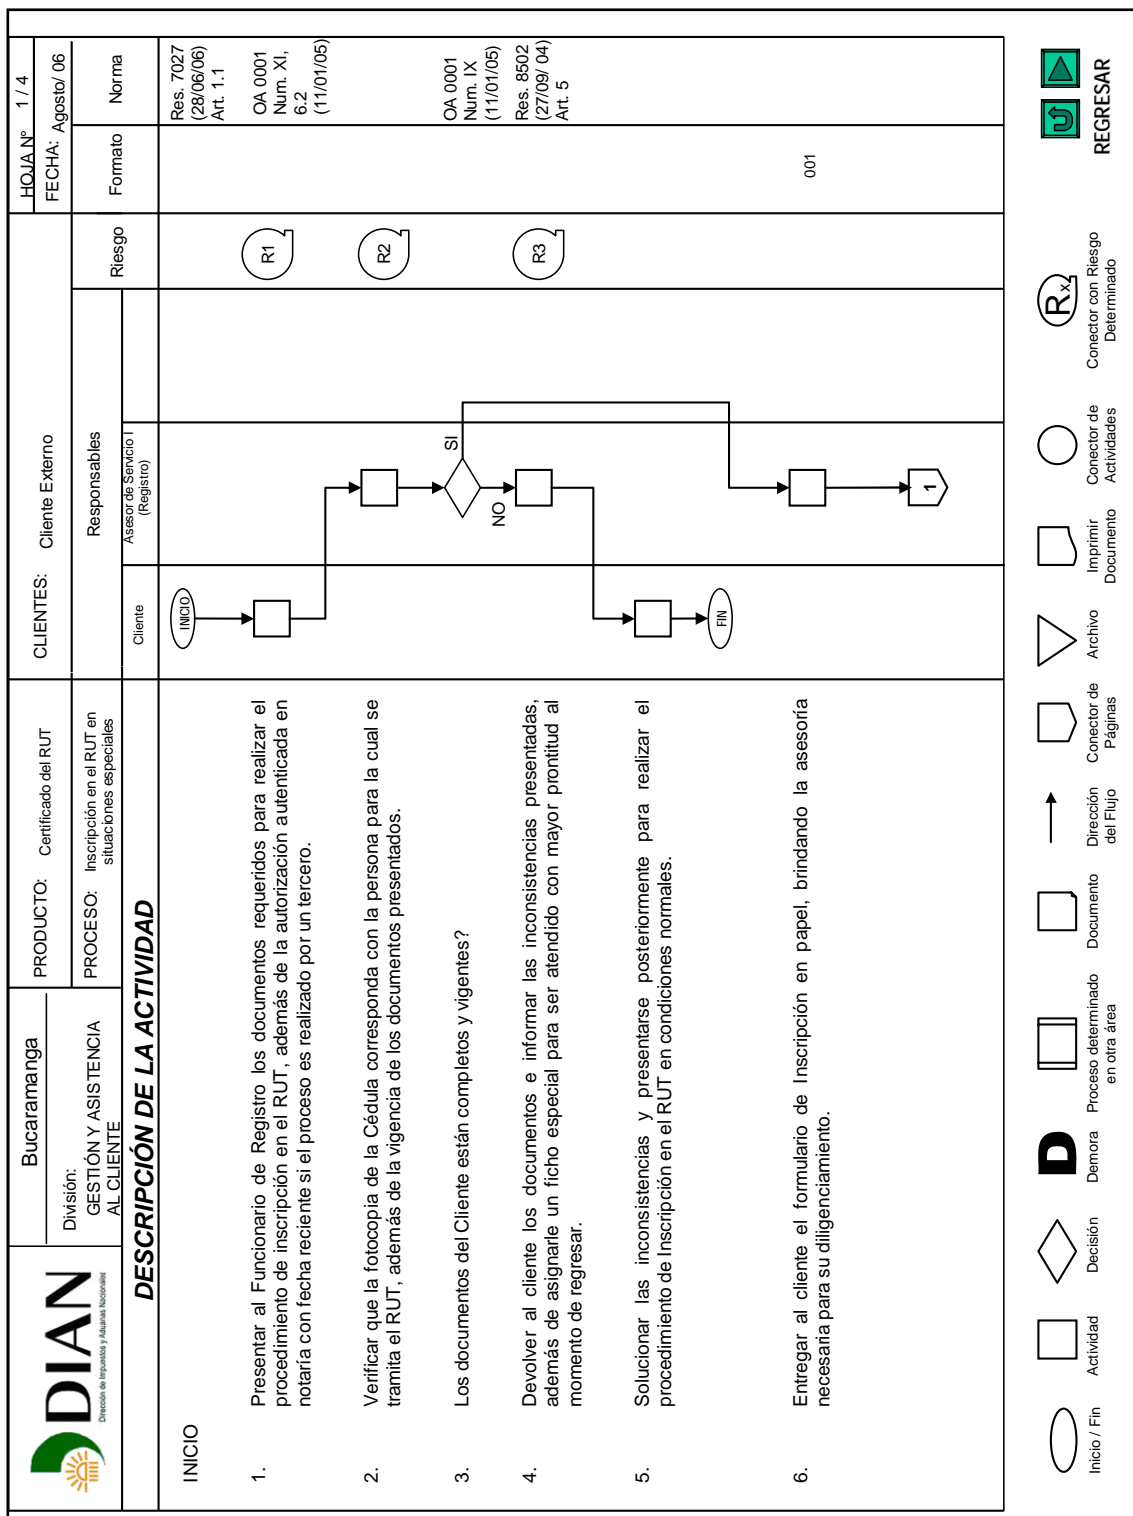 DIAN
Dirección de Impuestos y Aduanas Nacionales
Bucaramanga
División:
GESTIÓN Y ASISTENCIA
AL CLIENTE
PRODUCTO: Certificado del RUT
PROCESO: Inscripción en el RUT en
situaciones especiales
CLIENTES: Cliente Externo
HOJA N° 1 / 4
FECHA: Agosto/ 06
DESCRIPCIÓN DE LA ACTIVIDAD
Responsables
Cliente
Asesor de Servicio I
(Registro)
Riesgo
Formato
Norma
INICIO
INICIO
Res. 7027
(28/06/06)
Art. 1.1
1. Presentar al Funcionario de Registro los documentos requeridos para realizar el
procedimiento de inscripción en el RUT, además de la autorización autenticada en
notaría con fecha reciente si el proceso es realizado por un tercero.
R1
OA 0001
Num. XI,
6.2
(11/01/05)
2. Verificar que la fotocopia de la Cédula corresponda con la persona para la cual se
tramita el RUT, además de la vigencia de los documentos presentados.
R2
3. Los documentos del Cliente están completos y vigentes?
SI
NO
OA 0001
Num. IX
(11/01/05)
4. Devolver al cliente los documentos e informar las inconsistencias presentadas,
además de asignarle un ficho especial para ser atendido con mayor prontitud al
momento de regresar.
R3
Res. 8502
(27/09/ 04)
Art. 5
5. Solucionar las inconsistencias y presentarse posteriormente para realizar el
procedimiento de Inscripción en el RUT en condiciones normales.
FIN
6. Entregar al cliente el formulario de Inscripción en papel, brindando la asesoría
necesaria para su diligenciamiento.
001
1
Inicio / Fin
Actividad
Decisión
D
Demora
Proceso determinado
en otra área
Documento
Dirección
del Flujo
Conector de
Páginas
Archivo
Imprimir
Documento
Conector de
Actividades
Rx
Conector con Riesgo
Determinado
REGRESAR